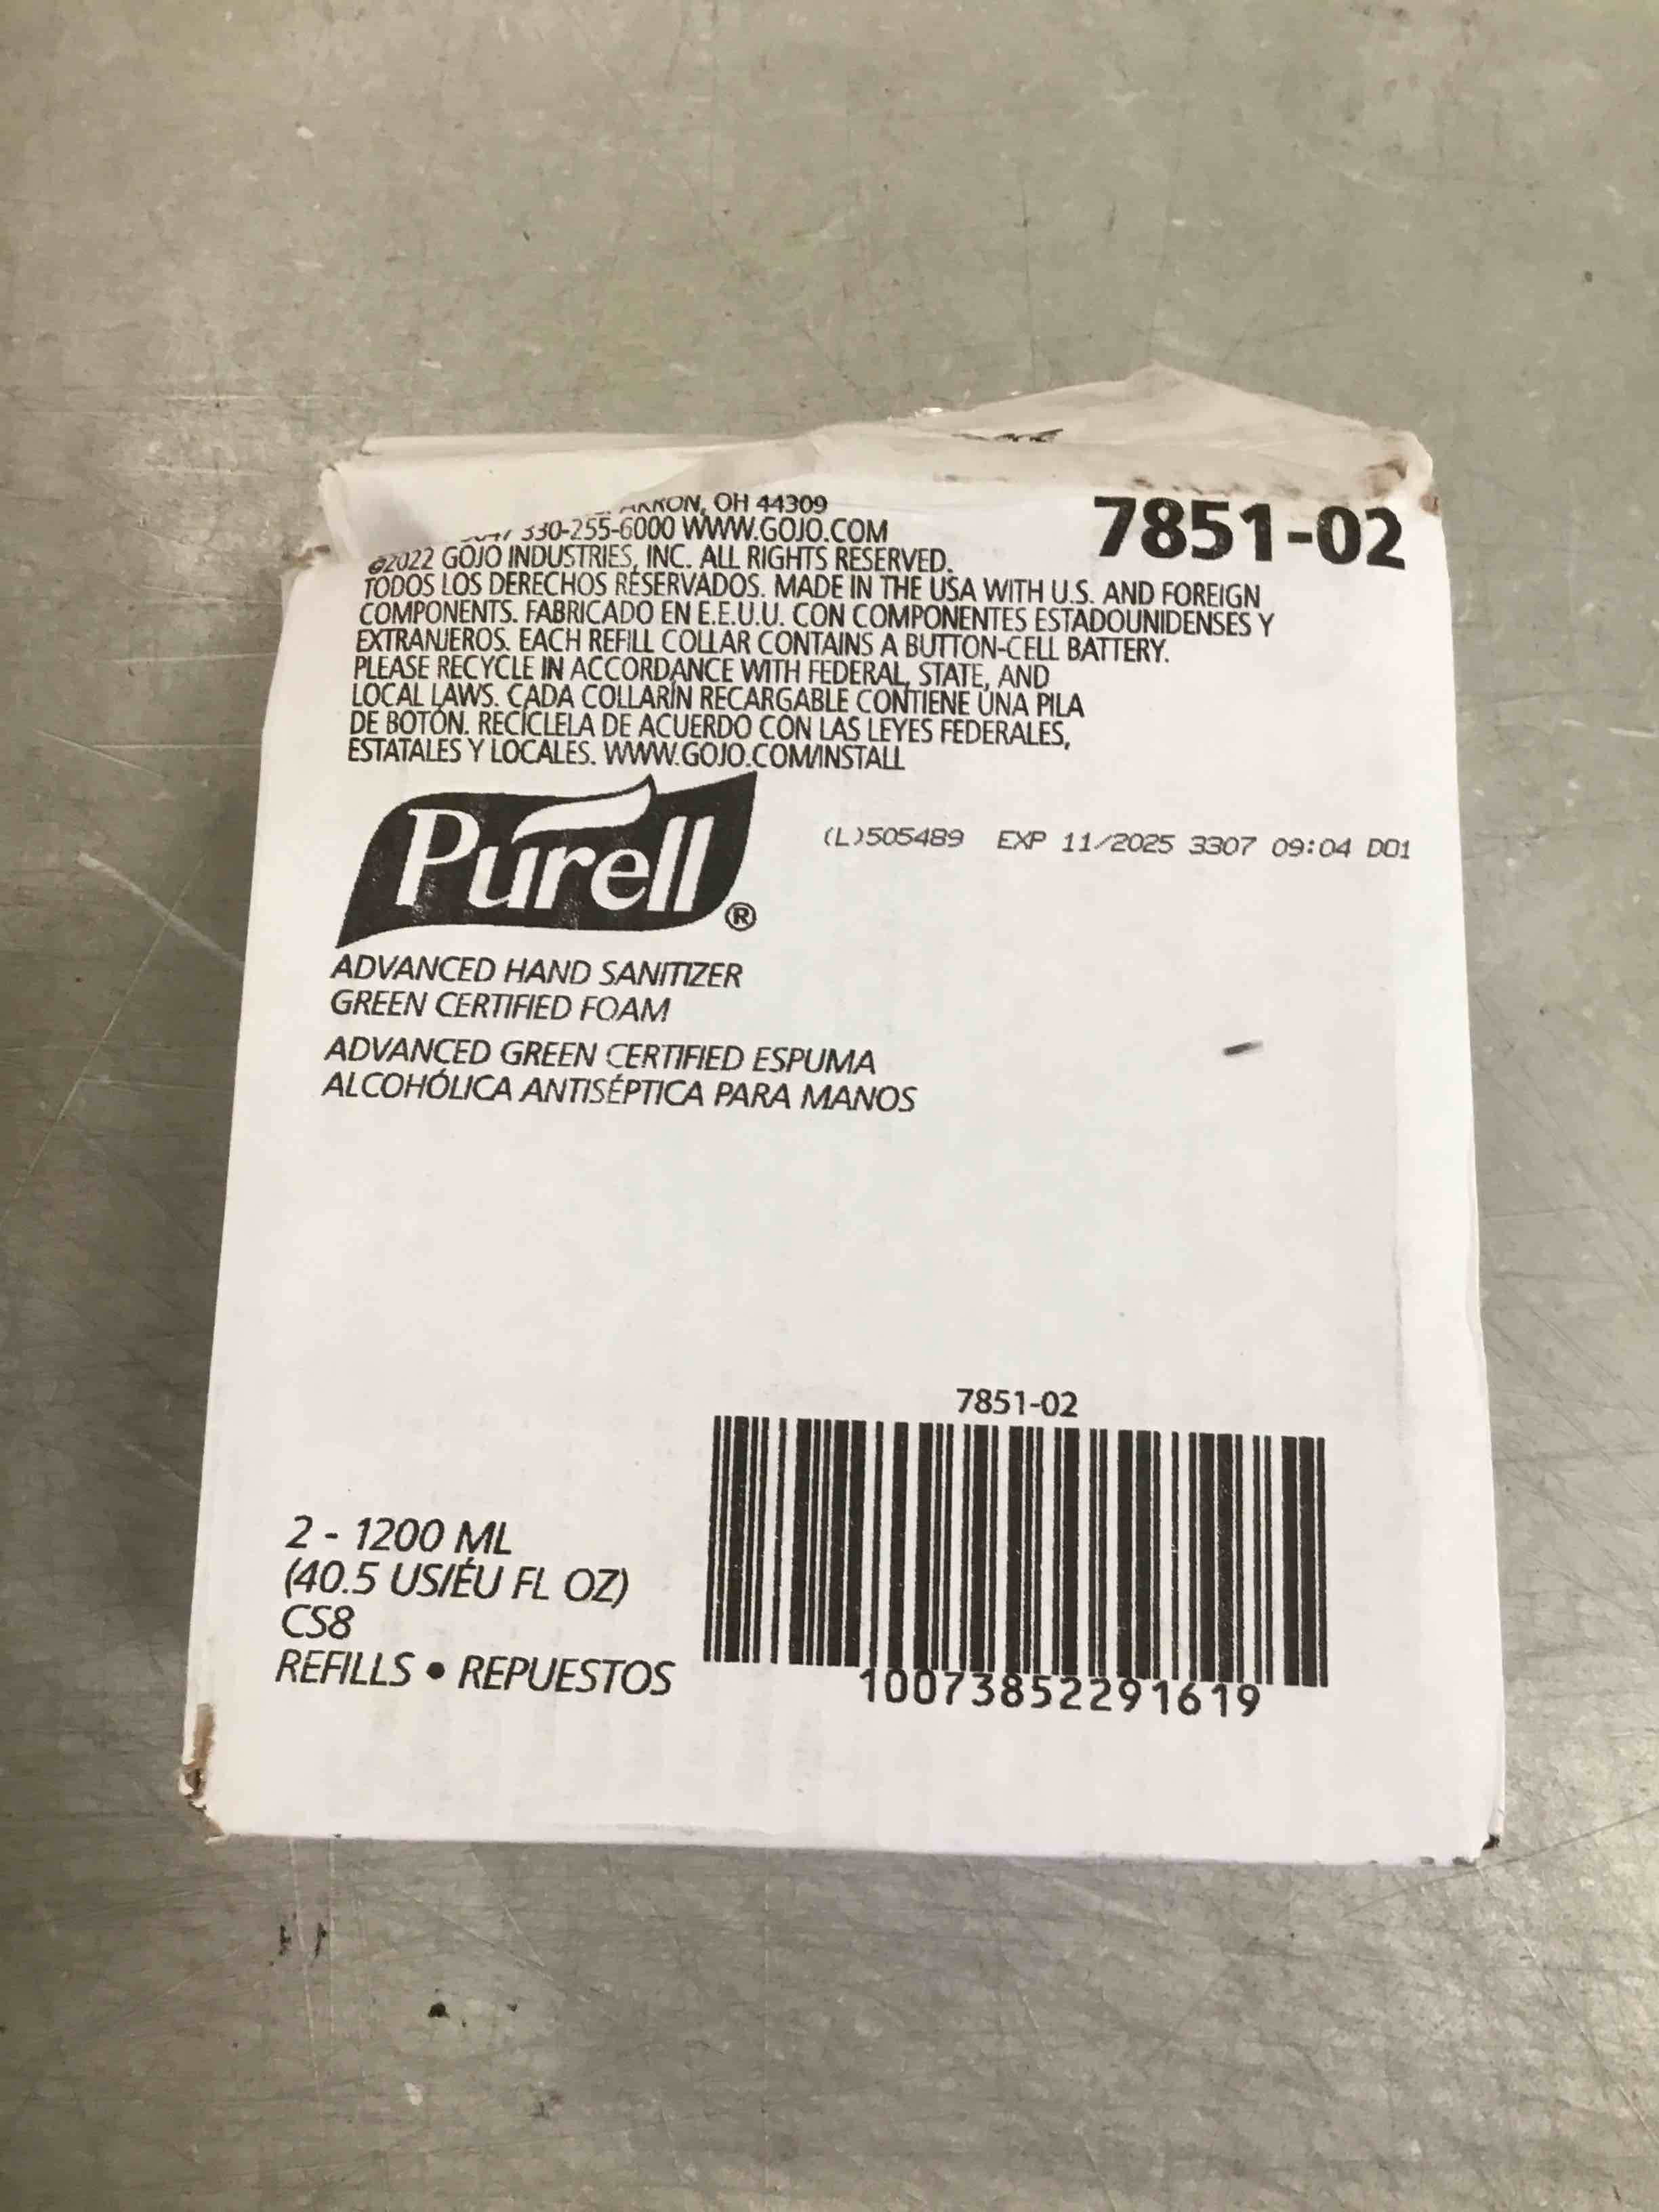 AKRON, OH 44309
330-255-6000 WWW.GOJO.COM
©2022 GOJO INDUSTRIES, INC. ALL RIGHTS RESERVED.
TODOS LOS DERECHOS RESERVADOS. MADE IN THE USA WITH U.S. AND FOREIGN
COMPONENTS. FABRICADO EN E.E.U.U. CON COMPONENTES ESTADOUNIDENSES Y
EXTRANJEROS. EACH REFILL COLLAR CONTAINS A BUTTON-CELL BATTERY.
PLEASE RECYCLE IN ACCORDANCE WITH FEDERAL, STATE, AND
LOCAL LAWS. CADA COLLARÍN RECARGABLE CONTIENE UNA PILA
DE BOTÓN. RECÍCLELA DE ACUERDO CON LAS LEYES FEDERALES,
ESTATALES Y LOCALES. WWW.GOJO.COM/INSTALL
7851-02
Purell®
(L)505489 EXP 11/2025 3307 09:04 D01
ADVANCED HAND SANITIZER
GREEN CERTIFIED FOAM
ADVANCED GREEN CERTIFIED ESPUMA
ALCOHÓLICA ANTISÉPTICA PARA MANOS
7851-02
2 - 1200 ML
(40.5 US/ÉU FL OZ)
CS8
REFILLS • REPUESTOS
10073852291619